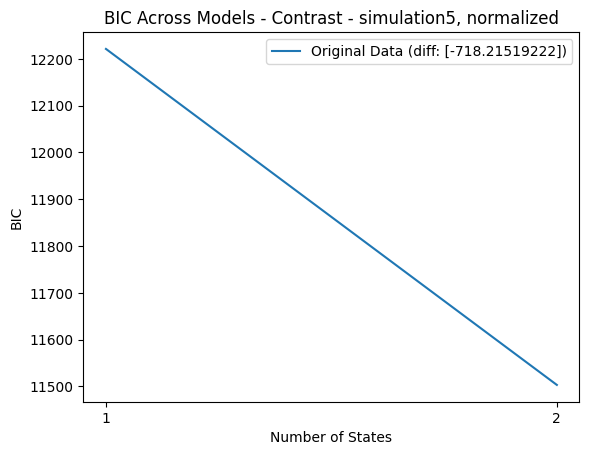 BIC Across Models - Contrast - simulation5, normalized
Original Data (diff: [-718.21519222])
BIC
12200
12100
12000
11900
11800
11700
11600
11500
1 2
Number of States